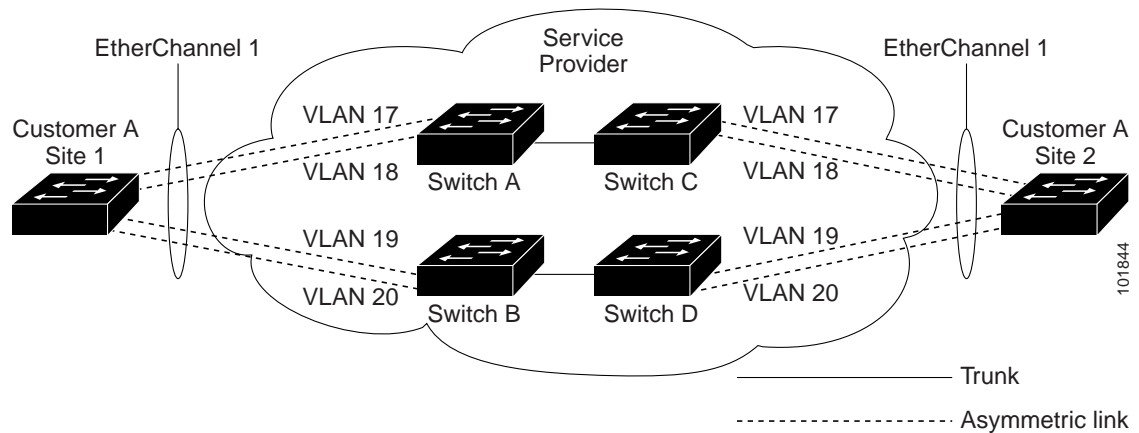 EtherChannel 1
Service
Provider
EtherChannel 1
Customer A
Site 1
VLAN 17
VLAN 18
Switch A
Switch C
VLAN 17
VLAN 18
Customer A
Site 2
VLAN 19
VLAN 20
Switch B
Switch D
VLAN 19
VLAN 20
101844
Trunk
Asymmetric link